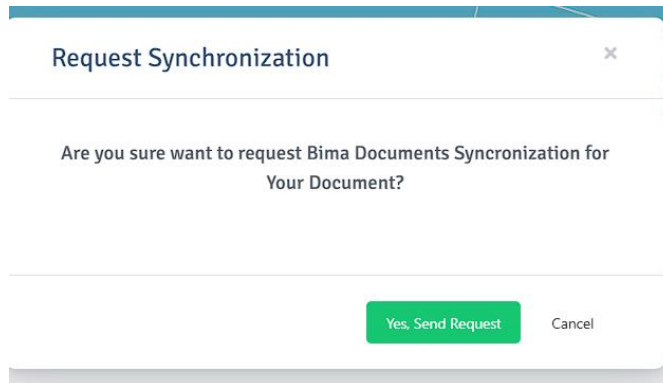 Request Synchronization
×
Are you sure want to request Bima Documents Syncronization for
Your Document?
Yes, Send Request
Cancel